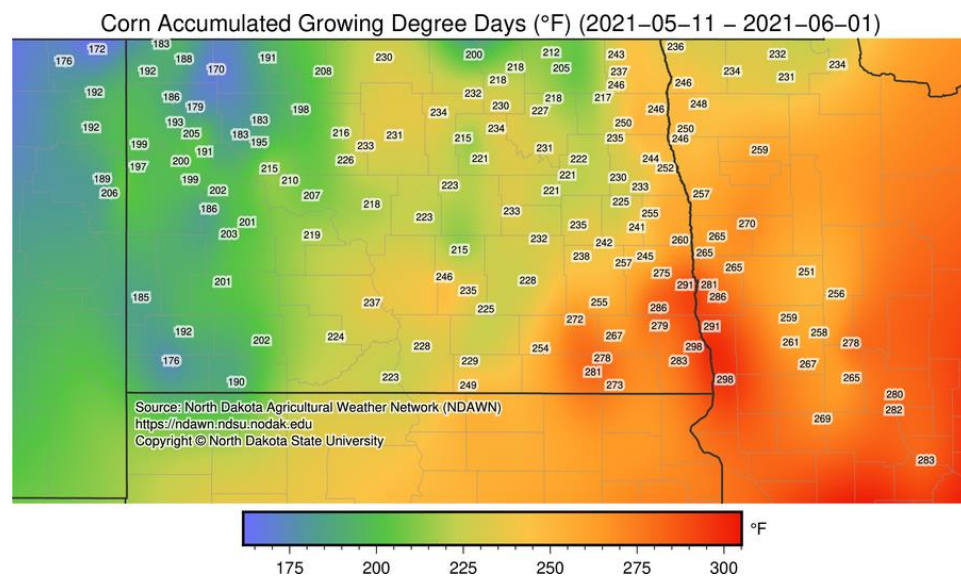 Corn Accumulated Growing Degree Days (°F) (2021−05−11 − 2021−06−01)
172 183 188 191 230 200 212 243 236 232
176 192 170 208 218 205 237 234 231 234
192 186 179 198 234 232 218 230 227 218 217 246 246 246 248
192 193 205 183 183 195 216 233 231 215 234 231 250 235 250 246
199 200 191 226 221 222 244 252 259
197 199 202 215 210 207 223 221 221 230 233 257
189 206 186 201 218 223 233 235 225 255 241 270
203 219 215 232 242 260 265
201 246 235 228 238 257 245 275 265 265 251
185 237 225 255 286 291 281 286 256
192 202 224 228 272 267 279 291 259 258
176 229 254 278 298 283 261 278
190 223 249 281 273 298 267 265
280
282
269
283
Source: North Dakota Agricultural Weather Network (NDAWN)
https://ndawn.ndsu.nodak.edu
Copyright © North Dakota State University
175 200 225 250 275 300 °F